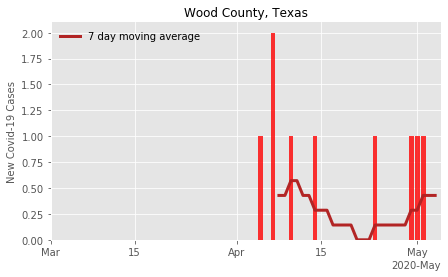 Wood County, Texas
7 day moving average
New Covid-19 Cases
2.00
1.75
1.50
1.25
1.00
0.75
0.50
0.25
0.00
Mar 15 Apr 15 May
2020-May